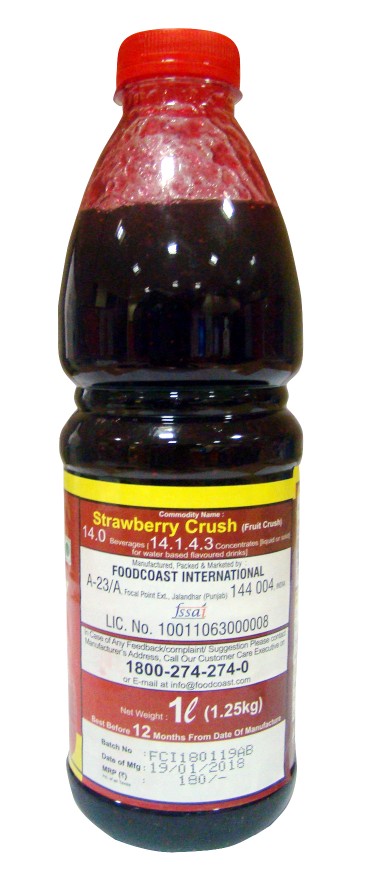 Commodity Name :
Strawberry Crush (Fruit Crush)
14.0 Beverages [14.1.4.3 Concentrates [liquid or solid]
for water based flavoured drinks]
Manufactured, Packed & Marketed by
FOODCOAST INTERNATIONAL
A-23/A, Focal Point Ext., Jalandhar (Punjab) 144 004, INDIA
fssai
LIC. No. 10011063000008
In Case of Any Feedback/complaint/ Suggestion Please contact
Manufacturer's Address, Call Our Customer Care Executive on
1800-274-274-0
or E-mail at info@foodcoast.com
Net Weight : 1ℓ (1.25kg)
Best Before 12 Months From Date Of Manufacture
Batch No : FCI180119AB
Date of Mfg : 19/01/2018
MRP (₹) : 180/-